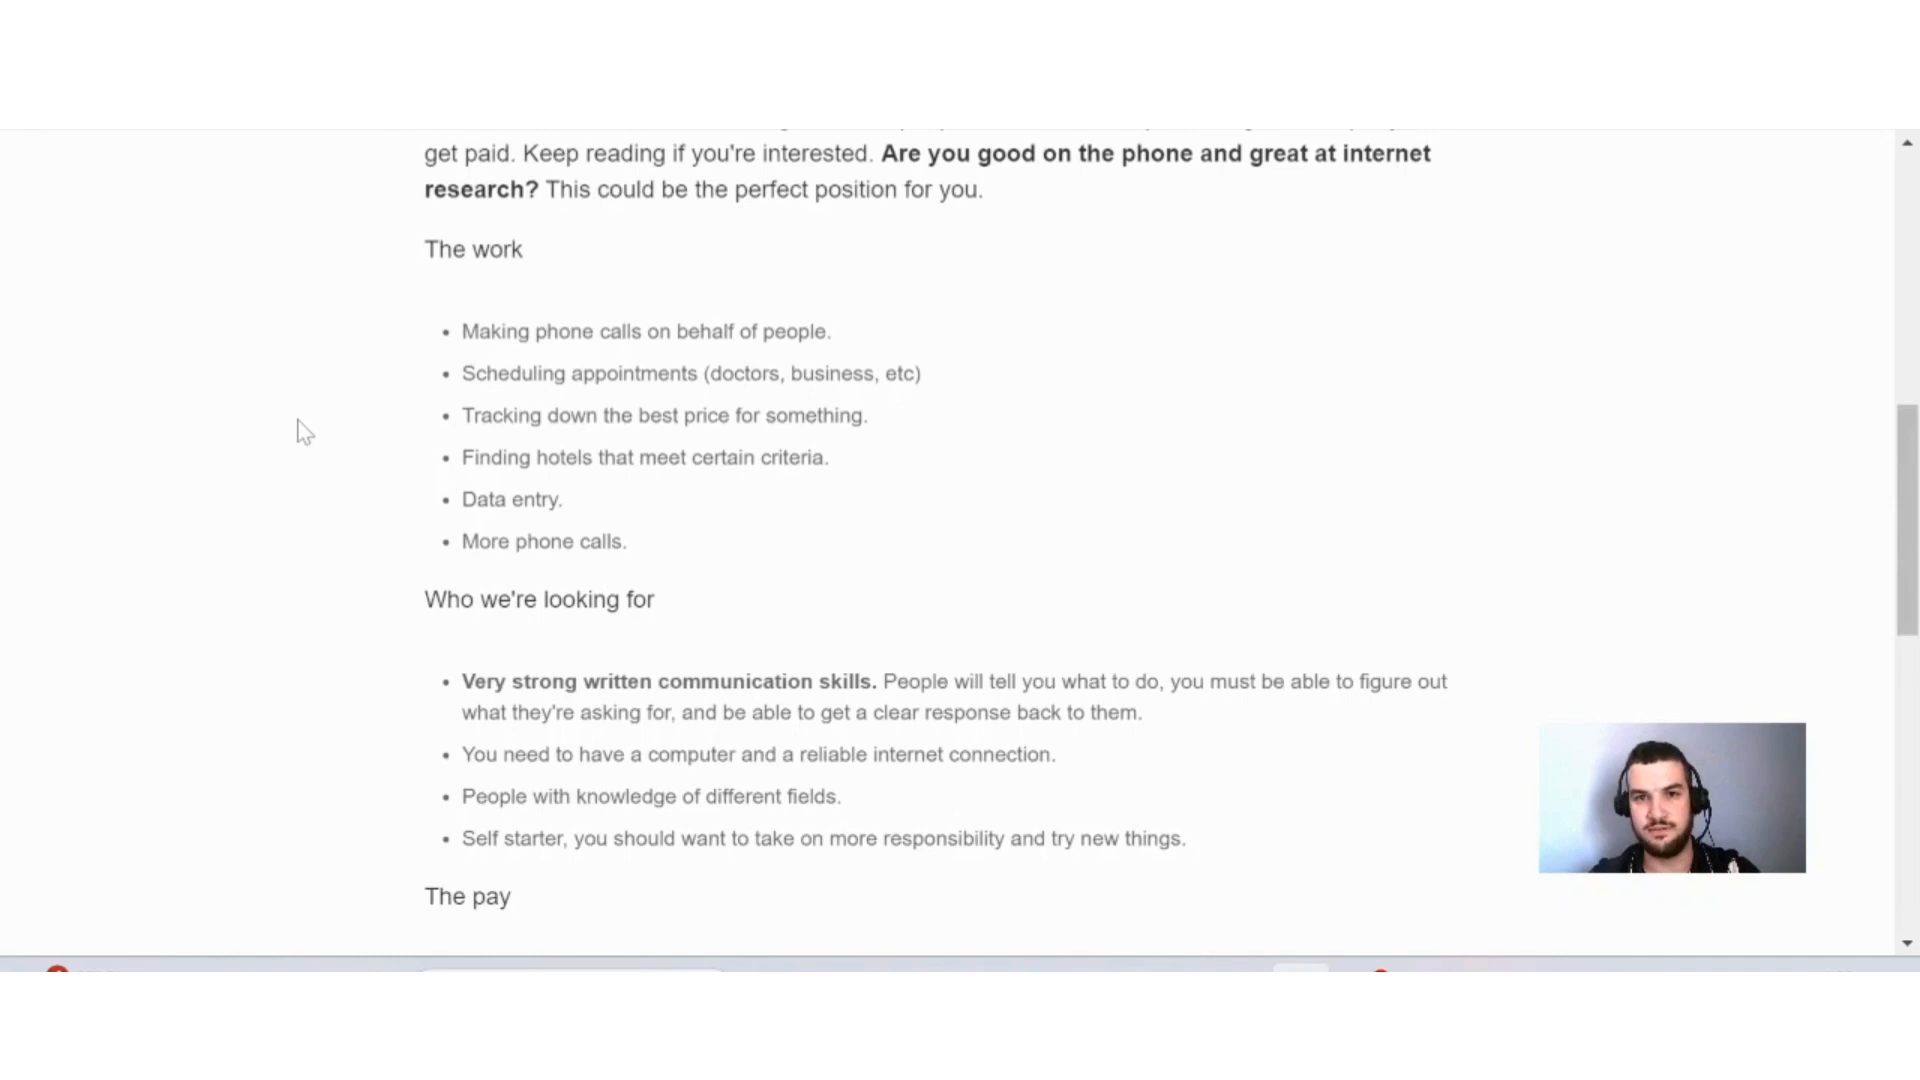 get paid. Keep reading if you're interested. Are you good on the phone and great at internet
research? This could be the perfect position for you.
The work
• Making phone calls on behalf of people.
• Scheduling appointments (doctors, business, etc)
• Tracking down the best price for something.
• Finding hotels that meet certain criteria.
• Data entry.
• More phone calls.
Who we're looking for
• Very strong written communication skills. People will tell you what to do, you must be able to figure out
what they're asking for, and be able to get a clear response back to them.
• You need to have a computer and a reliable internet connection.
• People with knowledge of different fields.
• Self starter, you should want to take on more responsibility and try new things.
The pay